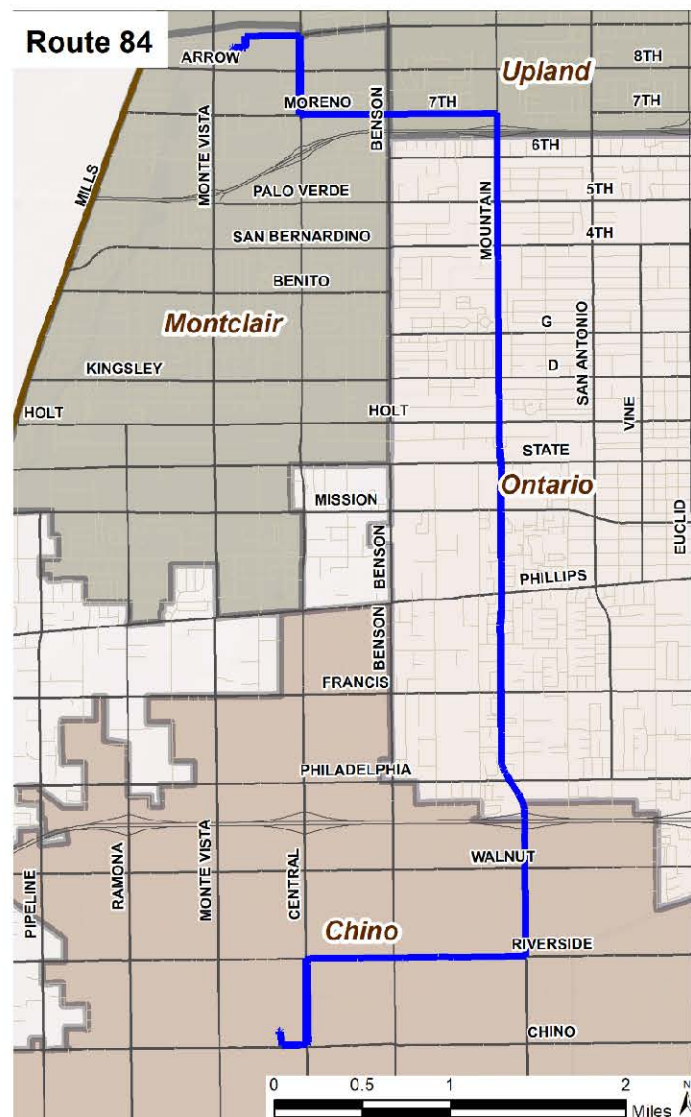 Route 84
ARROW
Upland
8TH
MORENO
7TH
7TH
BENSON
6TH
MILLS
MONTE VISTA
PALO VERDE
5TH
MOUNTAIN
SAN BERNARDINO
4TH
BENITO
Montclair
G
SAN ANTONIO
D
KINGSLEY
HOLT
HOLT
VINE
STATE
Ontario
MISSION
EUCLID
BENSON
PHILLIPS
BENSON
FRANCIS
PHILADELPHIA
WALNUT
PIPELINE
RAMONA
MONTE VISTA
CENTRAL
Chino
RIVERSIDE
CHINO
0 0.5 1 2
Miles
N